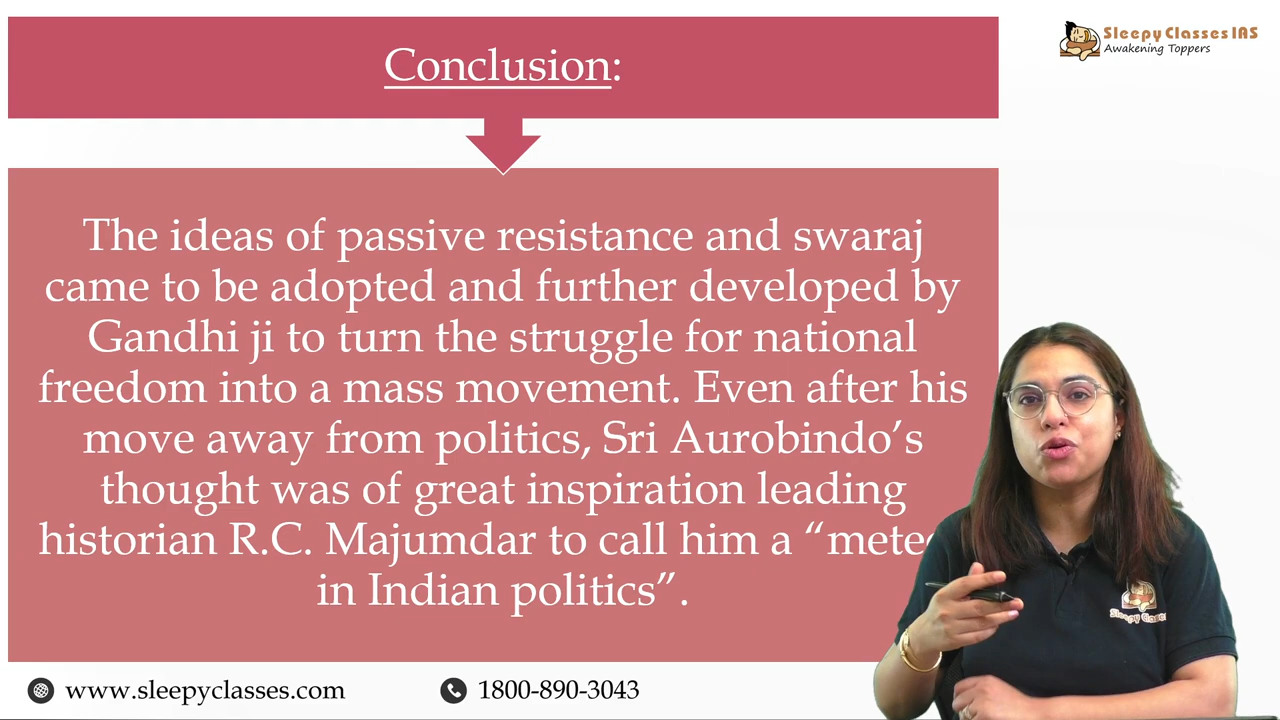 Conclusion:
Sleepy Classes IAS
Awakening Toppers
The ideas of passive resistance and swaraj
came to be adopted and further developed by
Gandhi ji to turn the struggle for national
freedom into a mass movement. Even after his
move away from politics, Sri Aurobindo’s
thought was of great inspiration leading
historian R.C. Majumdar to call him a
in Indian politics”.
Sleepy
www.sleepyclasses.com
1800-890-3043